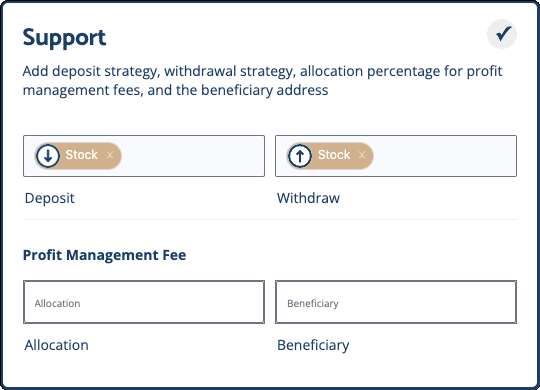 Support
Add deposit strategy, withdrawal strategy, allocation percentage for profit
management fees, and the beneficiary address
Stock x Stock x
Deposit Withdraw
Profit Management Fee
Allocation Beneficiary
Allocation Beneficiary